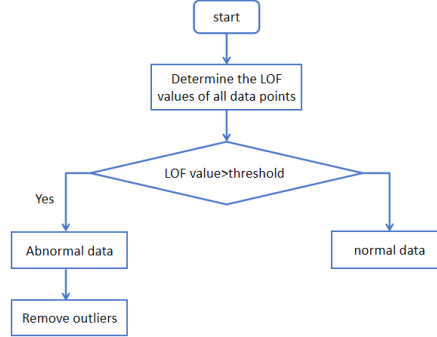 start
Determine the LOF
values of all data points
LOF value>threshold
Yes
Abnormal data
normal data
Remove outliers